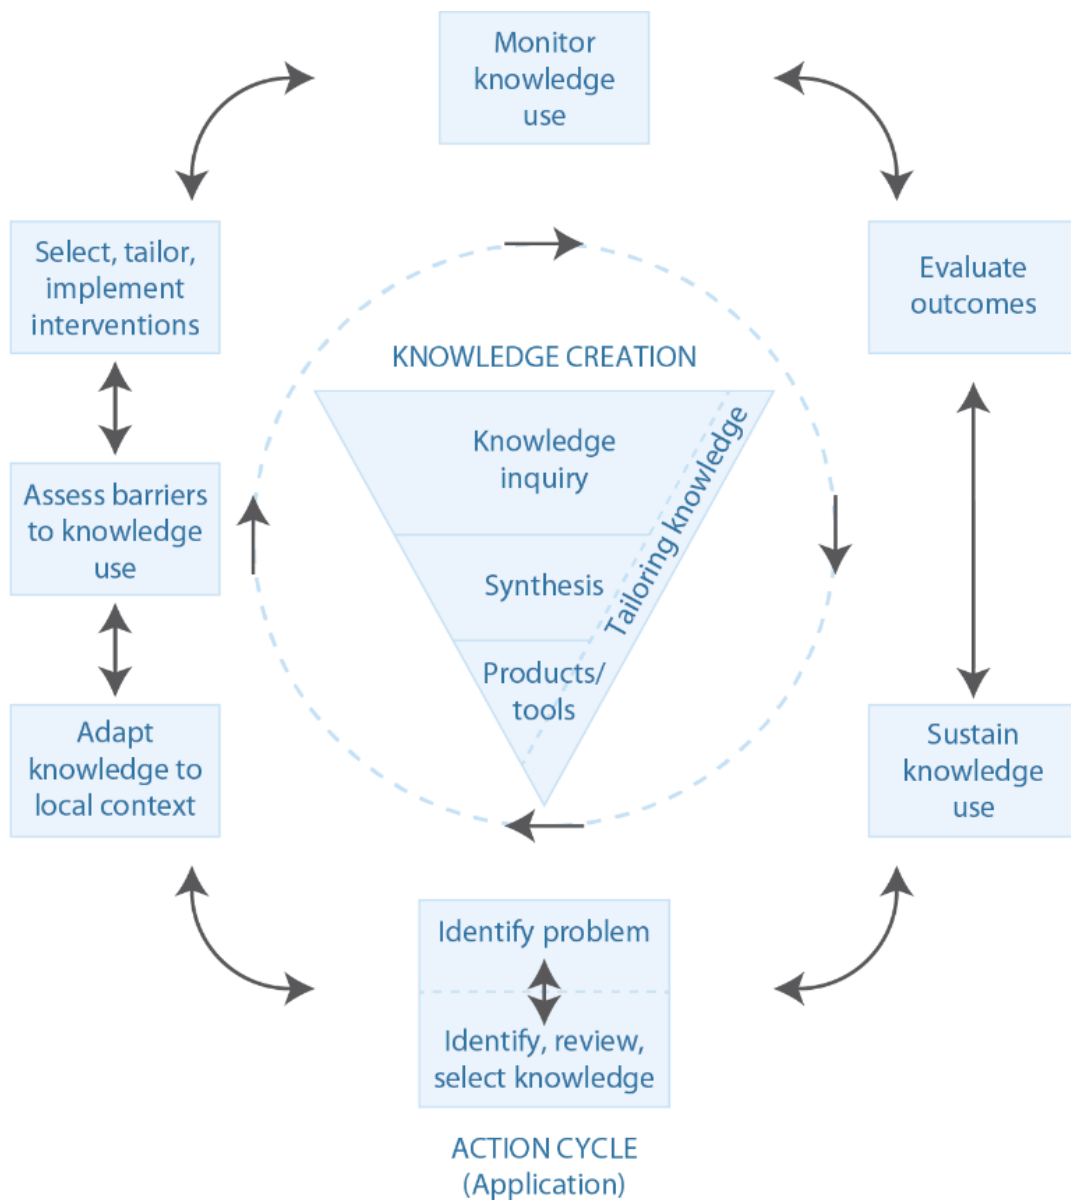 Monitor
knowledge
use
Select, tailor,
implement
interventions
Evaluate
outcomes
KNOWLEDGE CREATION
Knowledge
inquiry
Tailoring knowledge
Assess barriers
to knowledge
use
Synthesis
Products/
tools
Adapt
knowledge to
local context
Sustain
knowledge
use
Identify problem
Identify, review,
select knowledge
ACTION CYCLE
(Application)